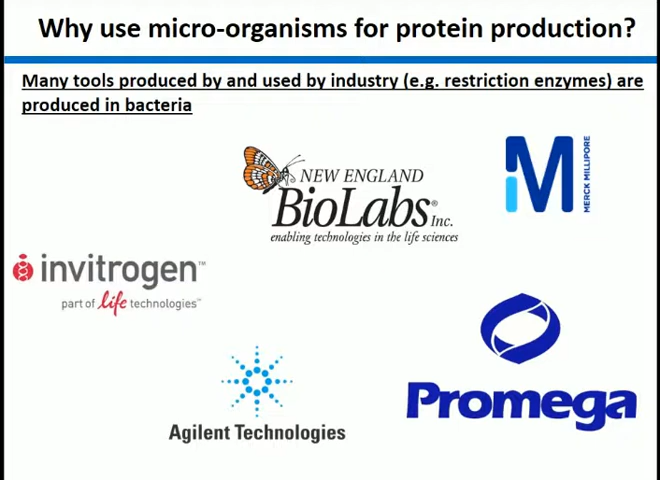 Why use micro-organisms for protein production?
Many tools produced by and used by industry (e.g. restriction enzymes) are
produced in bacteria
NEW ENGLAND
BioLabs® Inc.
enabling technologies in the life sciences
M
MERCK MILLIPORE
invitrogen™
part of life technologies™
Promega
Agilent Technologies